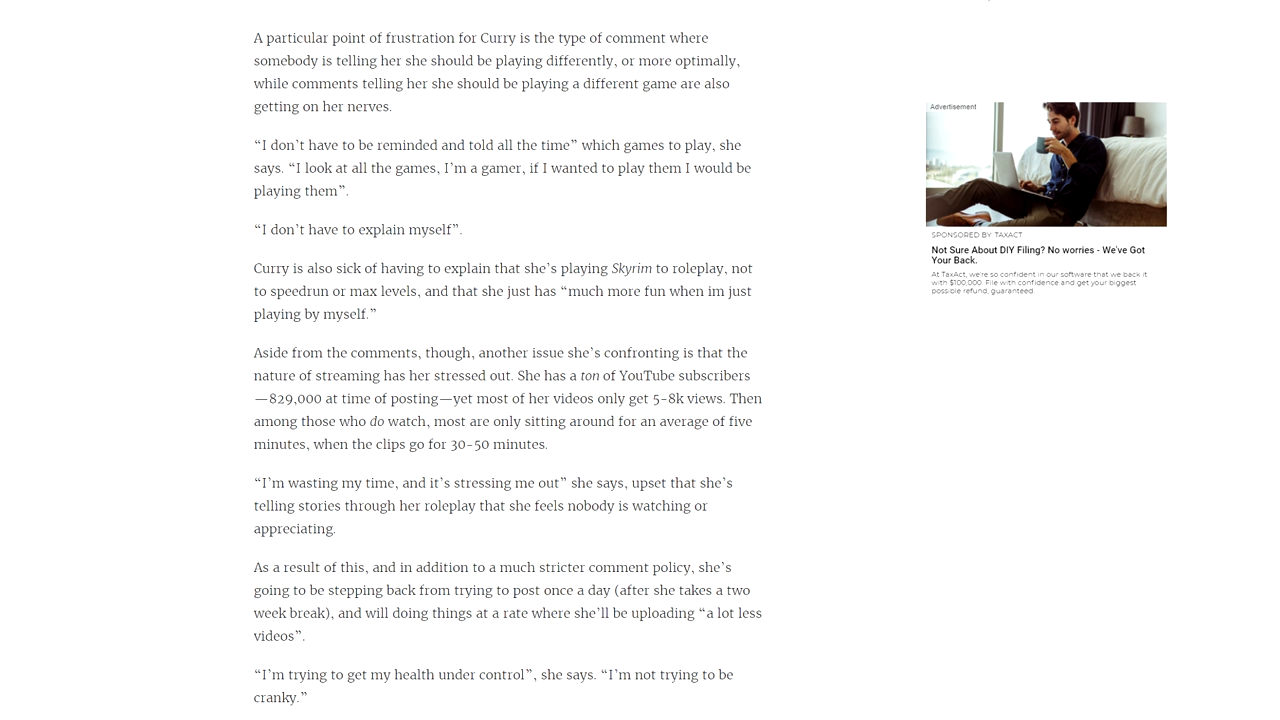 A particular point of frustration for Curry is the type of comment where
somebody is telling her she should be playing differently, or more optimally,
while comments telling her she should be playing a different game are also
getting on her nerves.
“I don’t have to be reminded and told all the time” which games to play, she
says. “I look at all the games, I’m a gamer, if I wanted to play them I would be
playing them”.
“I don’t have to explain myself”.
Curry is also sick of having to explain that she’s playing Skyrim to roleplay, not
to speedrun or max levels, and that she just has “much more fun when im just
playing by myself.”
Aside from the comments, though, another issue she’s confronting is that the
nature of streaming has her stressed out. She has a ton of YouTube subscribers
—829,000 at time of posting—yet most of her videos only get 5-8k views. Then
among those who do watch, most are only sitting around for an average of five
minutes, when the clips go for 30-50 minutes.
“I’m wasting my time, and it’s stressing me out” she says, upset that she’s
telling stories through her roleplay that she feels nobody is watching or
appreciating.
As a result of this, and in addition to a much stricter comment policy, she’s
going to be stepping back from trying to post once a day (after she takes a two
week break), and will doing things at a rate where she’ll be uploading “a lot less
videos”.
“I’m trying to get my health under control”, she says. “I’m not trying to be
cranky.”
Advertisement
SPONSORED BY TAXACT
Not Sure About DIY Filing? No worries - We've Got
Your Back.
At TaxAct, we're so confident in our software that we back it
with $100,000. File with confidence and get your biggest
possible refund, guaranteed.